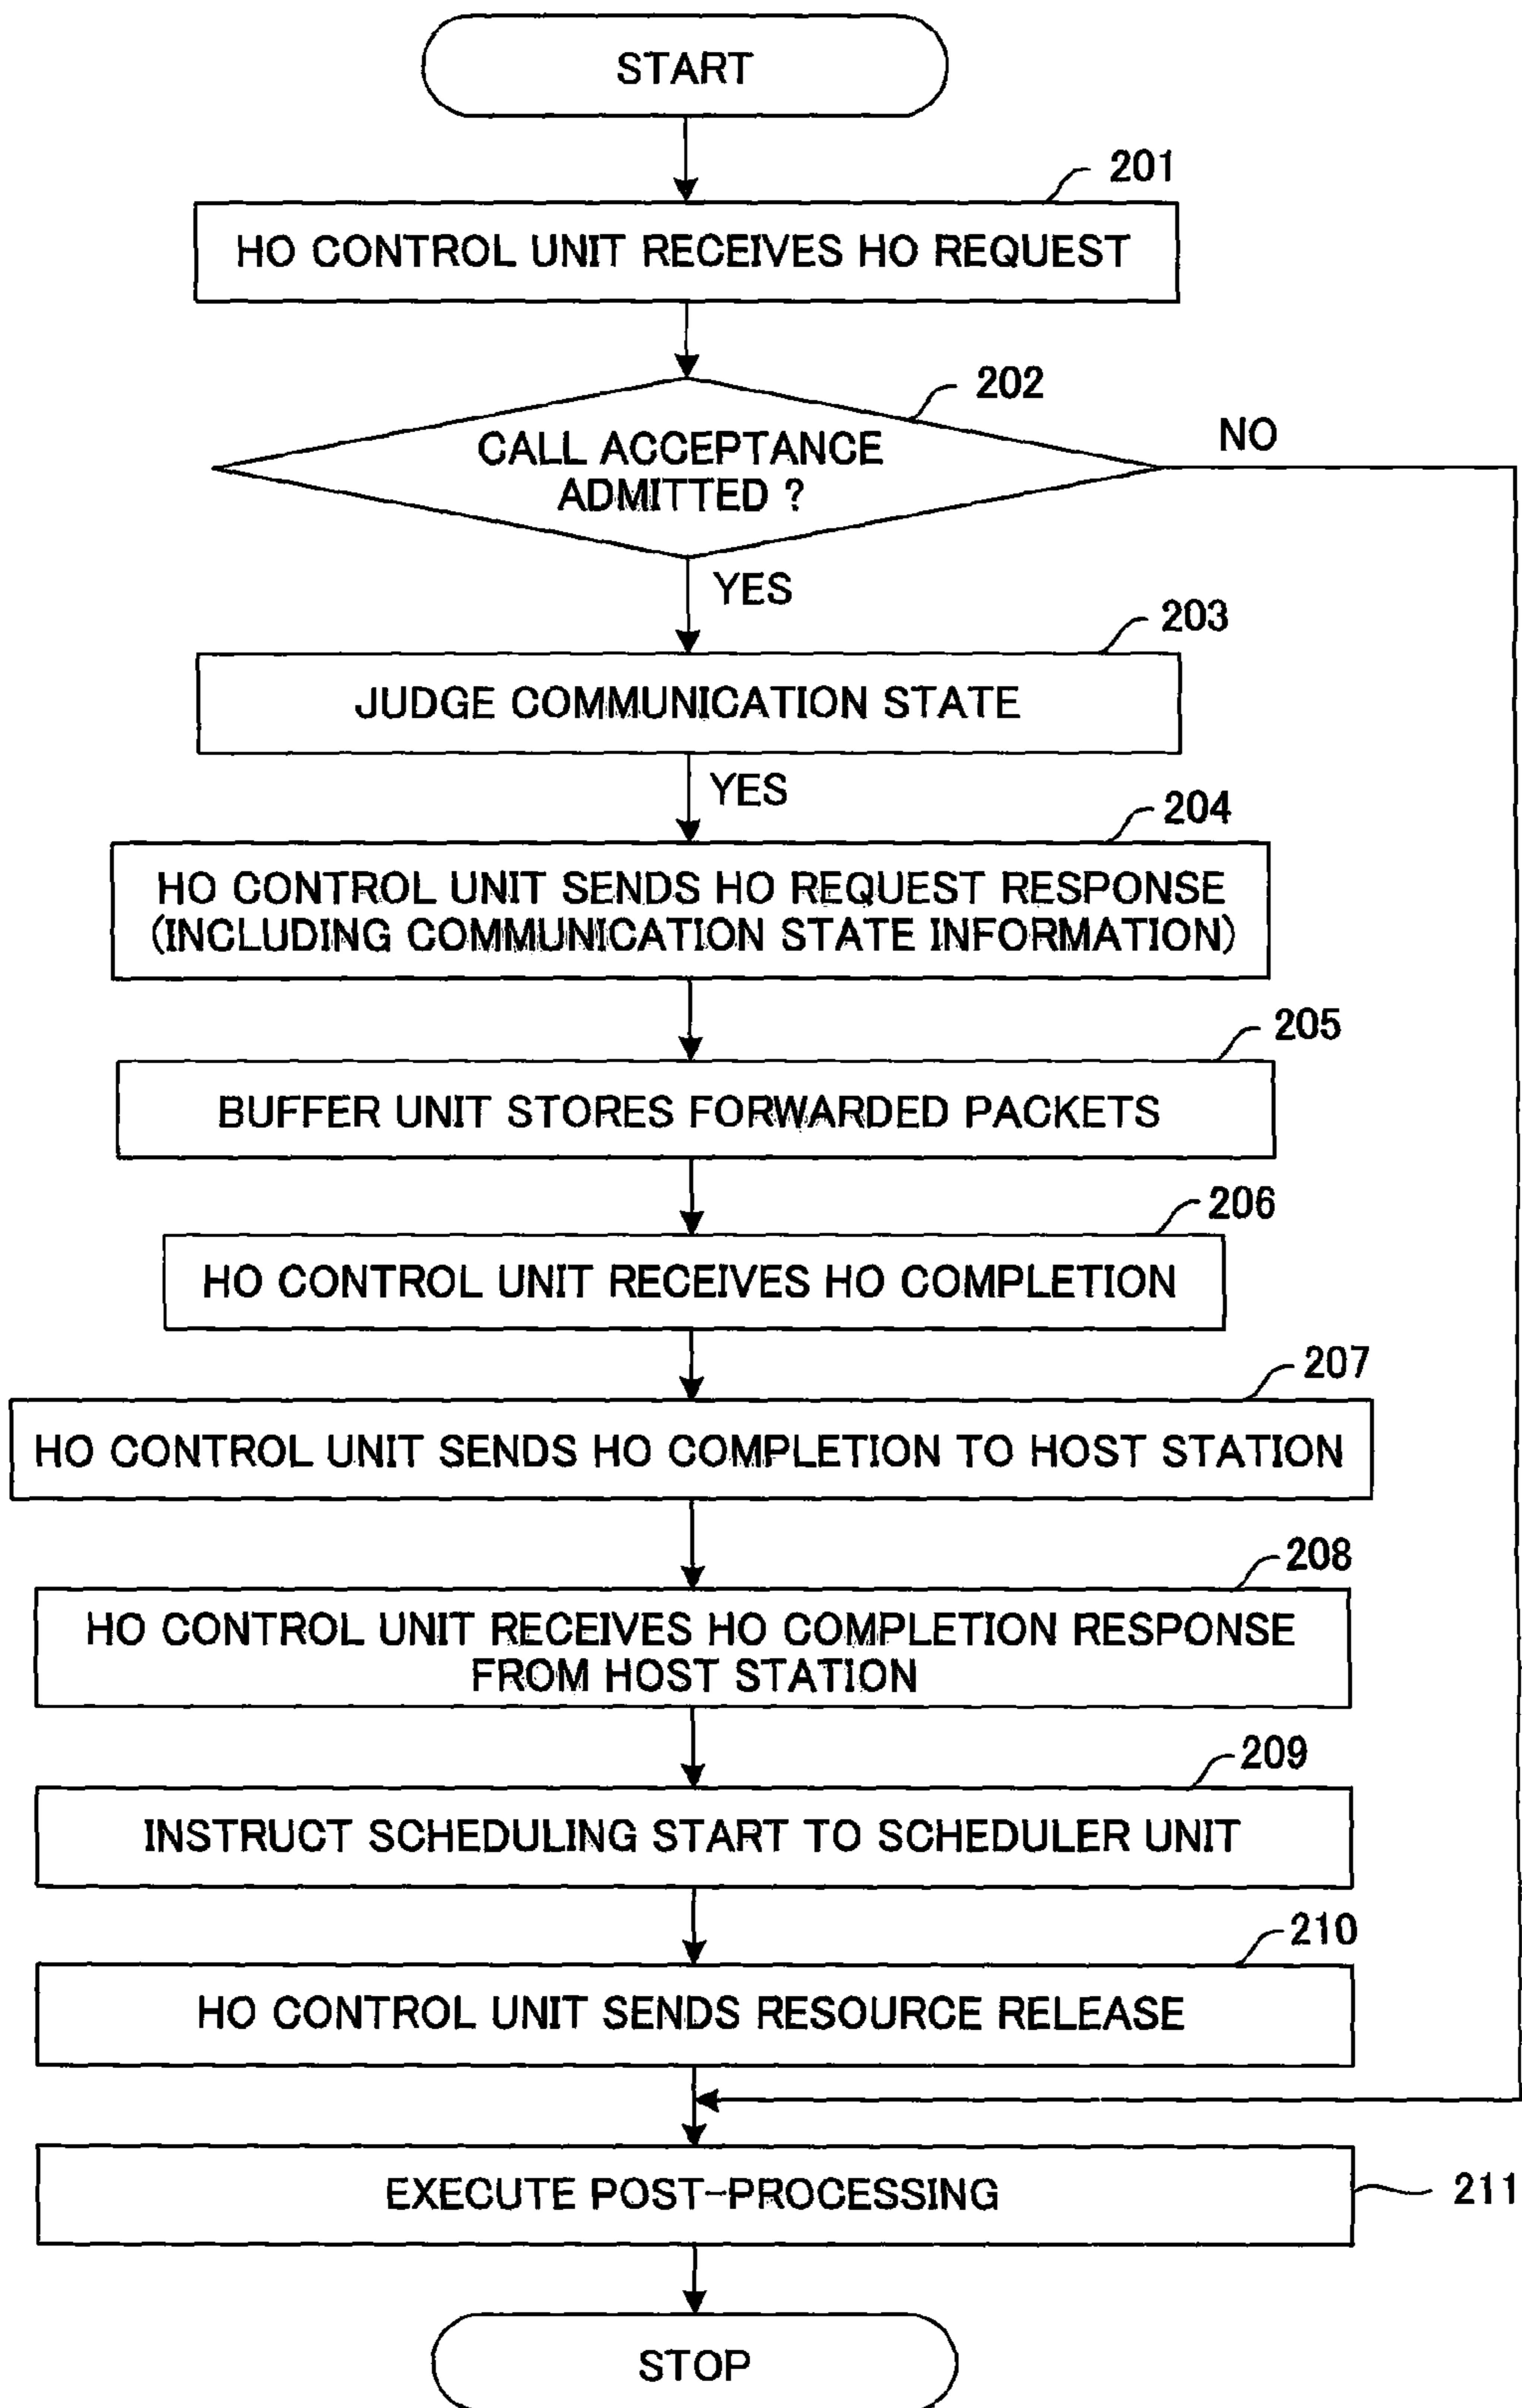 START
201
HO CONTROL UNIT RECEIVES HO REQUEST
202
CALL ACCEPTANCE
ADMITTED ?
NO
YES
203
JUDGE COMMUNICATION STATE
YES
204
HO CONTROL UNIT SENDS HO REQUEST RESPONSE
(INCLUDING COMMUNICATION STATE INFORMATION)
205
BUFFER UNIT STORES FORWARDED PACKETS
206
HO CONTROL UNIT RECEIVES HO COMPLETION
207
HO CONTROL UNIT SENDS HO COMPLETION TO HOST STATION
208
HO CONTROL UNIT RECEIVES HO COMPLETION RESPONSE
FROM HOST STATION
209
INSTRUCT SCHEDULING START TO SCHEDULER UNIT
210
HO CONTROL UNIT SENDS RESOURCE RELEASE
EXECUTE POST-PROCESSING
211
STOP